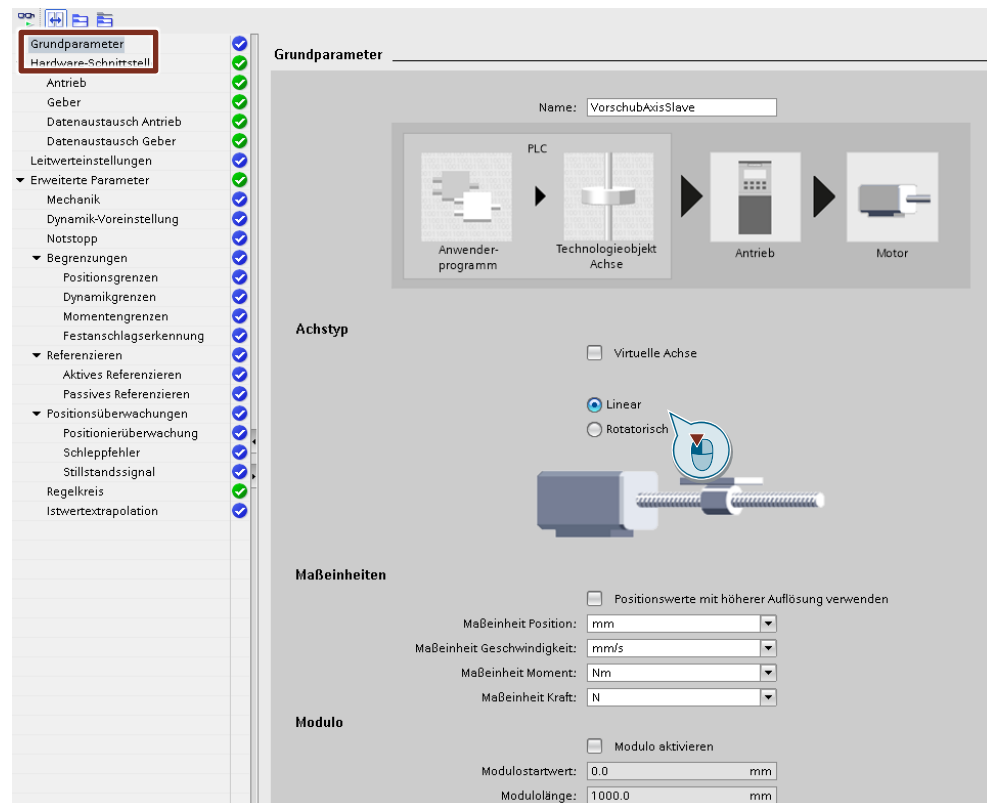 Grundparameter
Hardware-Schnittstell
Antrieb
Geber
Datenaustausch Antrieb
Datenaustausch Geber
Leitwerteinstellungen
Erweiterte Parameter
Mechanik
Dynamik-Voreinstellung
Notstopp
Begrenzungen
Positionsgrenzen
Dynamikgrenzen
Momentengrenzen
Festanschlagserkennung
Referenzieren
Aktives Referenzieren
Passives Referenzieren
Positionsüberwachungen
Positionierüberwachung
Schleppfehler
Stillstandssignal
Regelkreis
Istwertextrapolation
Grundparameter
Name: VorschubAxisSlave
PLC
Anwender-
programm
Technologieobjekt
Achse
Antrieb
Motor
Achstyp
Virtuelle Achse
Linear
Rotatorisch
Maßeinheiten
Positionswerte mit höherer Auflösung verwenden
Maßeinheit Position: mm
Maßeinheit Geschwindigkeit: mm/s
Maßeinheit Moment: Nm
Maßeinheit Kraft: N
Modulo
Modulo aktivieren
Modulostartwert: 0.0 mm
Modulolänge: 1000.0 mm